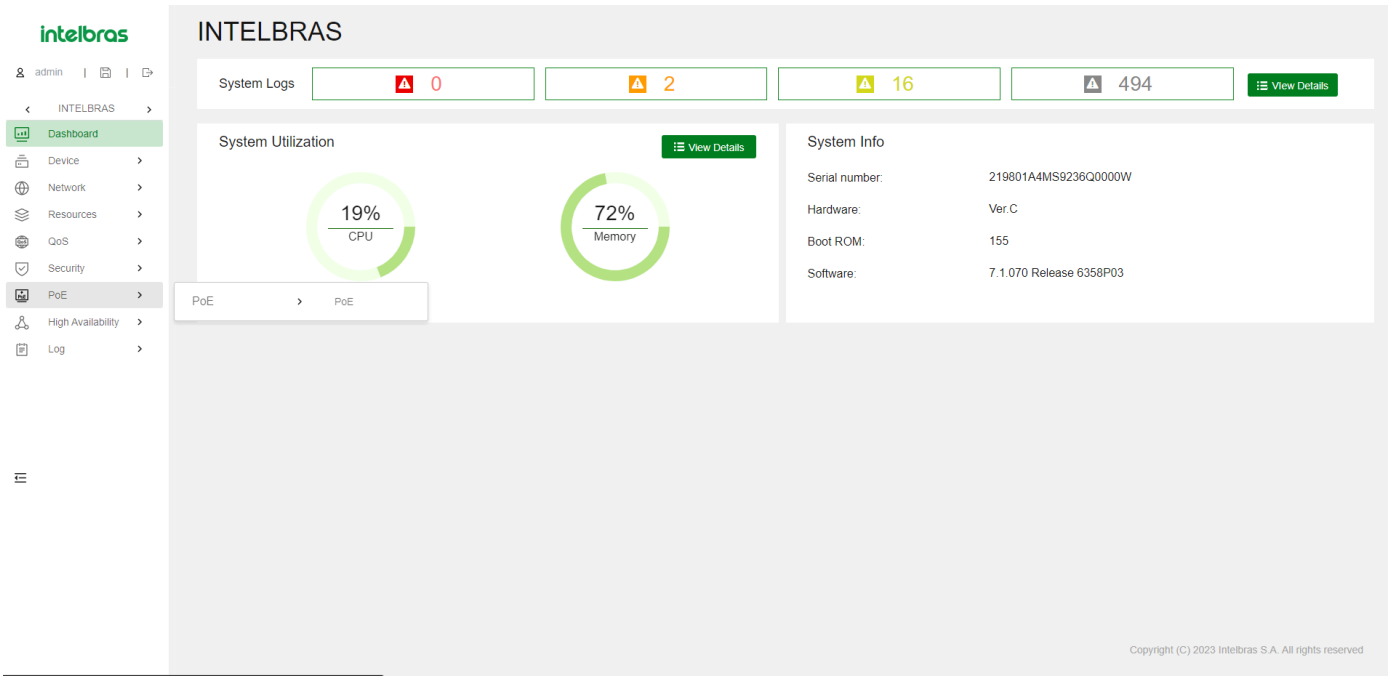 intelbras
admin | |
INTELBRAS
Dashboard
Device
Network
Resources
QoS
Security
PoE
High Availability
Log
INTELBRAS
System Logs 0 2 16 494 View Details
System Utilization View Details
19%
CPU
72%
Memory
PoE PoE
System Info
Serial number: 219801A4MS9236Q0000W
Hardware: Ver.C
Boot ROM: 155
Software: 7.1.070 Release 6358P03
Copyright (C) 2023 Intelbras S.A. All rights reserved